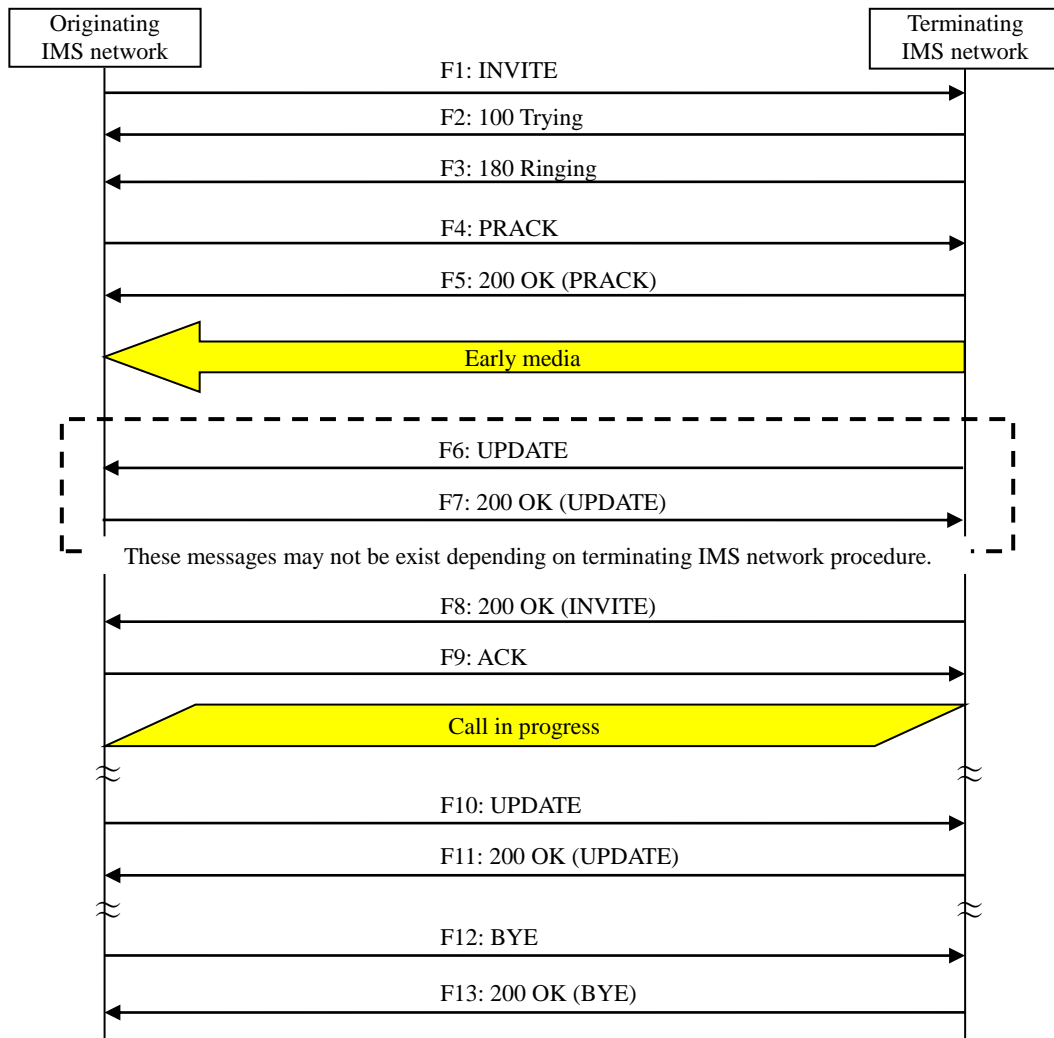 Originating
IMS network
Terminating
IMS network
F1: INVITE
F2: 100 Trying
F3: 180 Ringing
F4: PRACK
F5: 200 OK (PRACK)
Early media
F6: UPDATE
F7: 200 OK (UPDATE)
These messages may not be exist depending on terminating IMS network procedure.
F8: 200 OK (INVITE)
F9: ACK
Call in progress
F10: UPDATE
F11: 200 OK (UPDATE)
F12: BYE
F13: 200 OK (BYE)